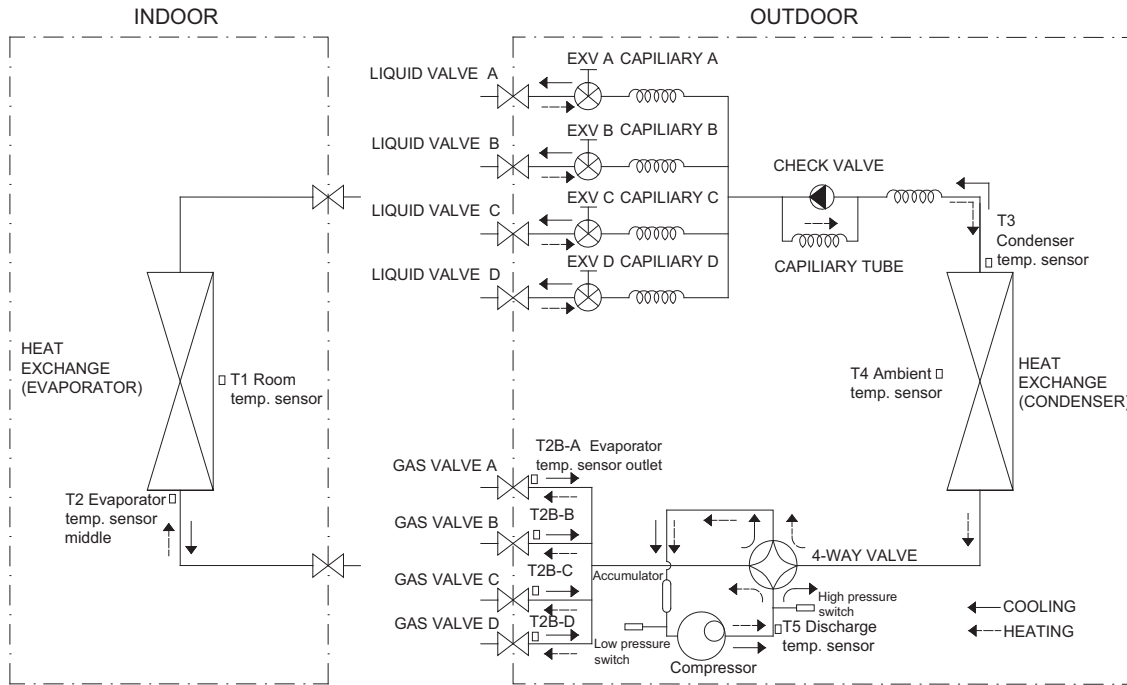 INDOOR
OUTDOOR
LIQUID VALVE A
EXV A CAPILIARY A
LIQUID VALVE B
EXV B CAPILIARY B
LIQUID VALVE C
EXV C CAPILIARY C
LIQUID VALVE D
EXV D CAPILIARY D
CHECK VALVE
CAPILIARY TUBE
T3
Condenser
temp. sensor
HEAT
EXCHANGE
(EVAPORATOR)
T1 Room
temp. sensor
T4 Ambient
temp. sensor
HEAT
EXCHANGE
(CONDENSER)
T2 Evaporator
temp. sensor
middle
GAS VALVE A
T2B-A Evaporator
temp. sensor outlet
GAS VALVE B
T2B-B
GAS VALVE C
T2B-C
GAS VALVE D
T2B-D
Accumulator
4-WAY VALVE
High pressure
switch
Low pressure
switch
T5 Discharge
temp. sensor
Compressor
COOLING
HEATING